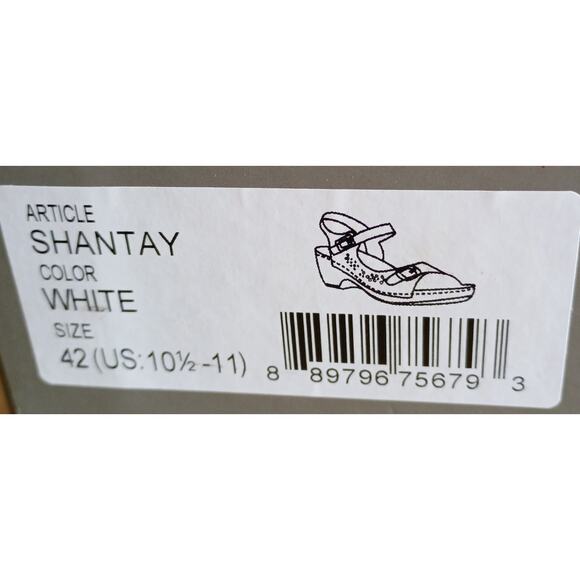 ARTICLE
SHANTAY
COLOR
WHITE
SIZE
42 (US: 10½ -11)
8 89796 75679 3